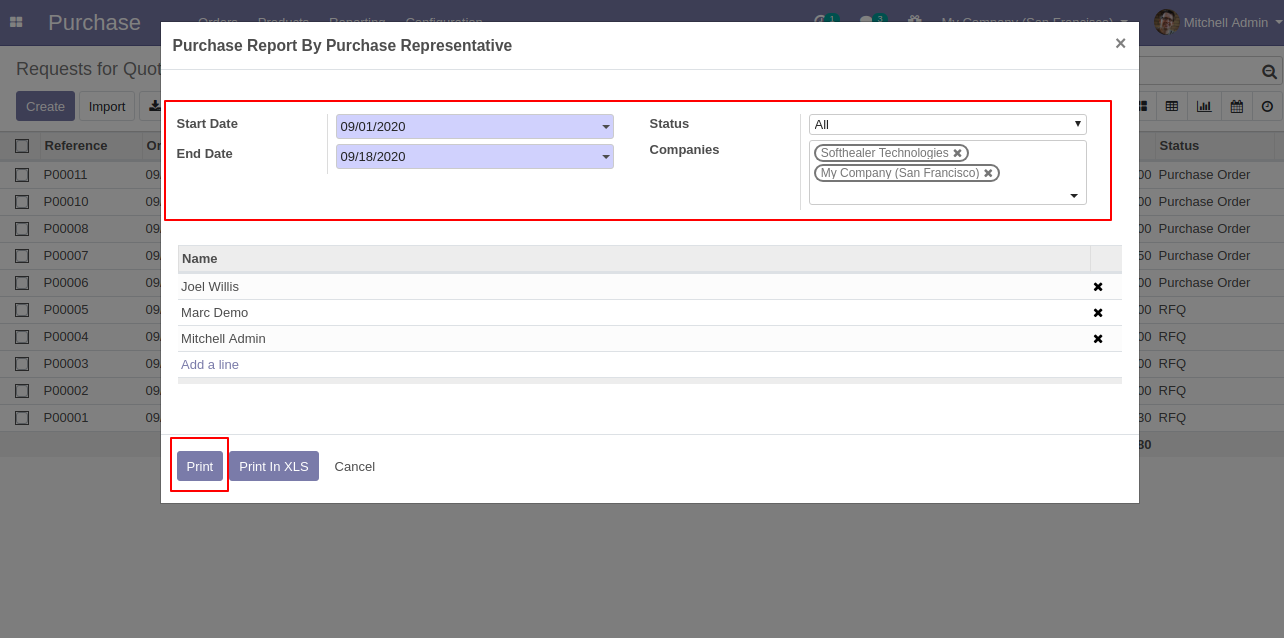 Purchase Orders Products Reporting Configuration 1 3 My Company (San Francisco) Mitchell Admin
Purchase Report By Purchase Representative ×
Requests for Quot
Create Import
Start Date 09/01/2020 Status All
End Date 09/18/2020 Companies Softhealer Technologies
My Company (San Francisco)
Reference Or Status
P00011 09/ 00 Purchase Order
P00010 09/ 00 Purchase Order
P00008 09/ 00 Purchase Order
P00007 09/ 50 Purchase Order
P00006 09/ 00 Purchase Order
P00005 09/ 00 RFQ
P00004 09/ 00 RFQ
P00003 09/ 00 RFQ
P00002 09/ 00 RFQ
P00001 09/ 30 RFQ
30
Name
Joel Willis
Marc Demo
Mitchell Admin
Add a line
Print Print In XLS Cancel